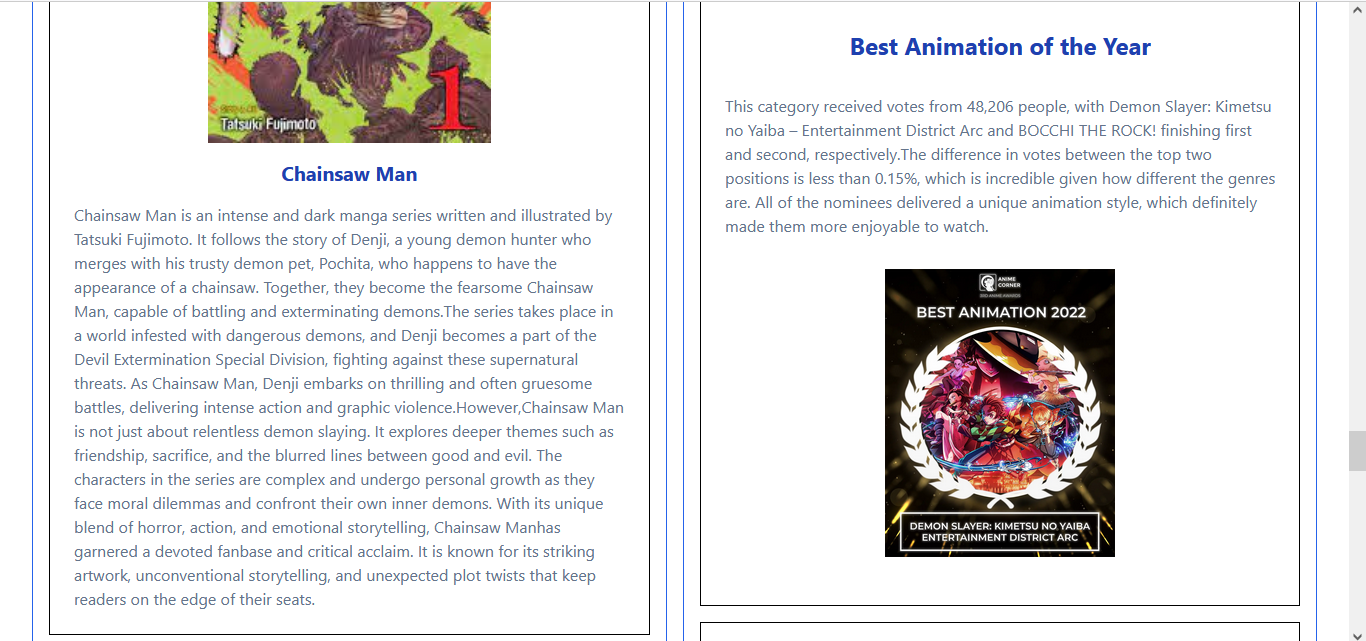 Tatsuki Fujimoto
1
Chainsaw Man
Chainsaw Man is an intense and dark manga series written and illustrated by
Tatsuki Fujimoto. It follows the story of Denji, a young demon hunter who
merges with his trusty demon pet, Pochita, who happens to have the
appearance of a chainsaw. Together, they become the fearsome Chainsaw
Man, capable of battling and exterminating demons.The series takes place in
a world infested with dangerous demons, and Denji becomes a part of the
Devil Extermination Special Division, fighting against these supernatural
threats. As Chainsaw Man, Denji embarks on thrilling and often gruesome
battles, delivering intense action and graphic violence.However,Chainsaw Man
is not just about relentless demon slaying. It explores deeper themes such as
friendship, sacrifice, and the blurred lines between good and evil. The
characters in the series are complex and undergo personal growth as they
face moral dilemmas and confront their own inner demons. With its unique
blend of horror, action, and emotional storytelling, Chainsaw Manhas
garnered a devoted fanbase and critical acclaim. It is known for its striking
artwork, unconventional storytelling, and unexpected plot twists that keep
readers on the edge of their seats.
Best Animation of the Year
This category received votes from 48,206 people, with Demon Slayer: Kimetsu
no Yaiba – Entertainment District Arc and BOCCHI THE ROCK! finishing first
and second, respectively.The difference in votes between the top two
positions is less than 0.15%, which is incredible given how different the genres
are. All of the nominees delivered a unique animation style, which definitely
made them more enjoyable to watch.
ANIME
CORNER
3RD ANIME AWARDS
BEST ANIMATION 2022
DEMON SLAYER: KIMETSU NO YAIBA
ENTERTAINMENT DISTRICT ARC